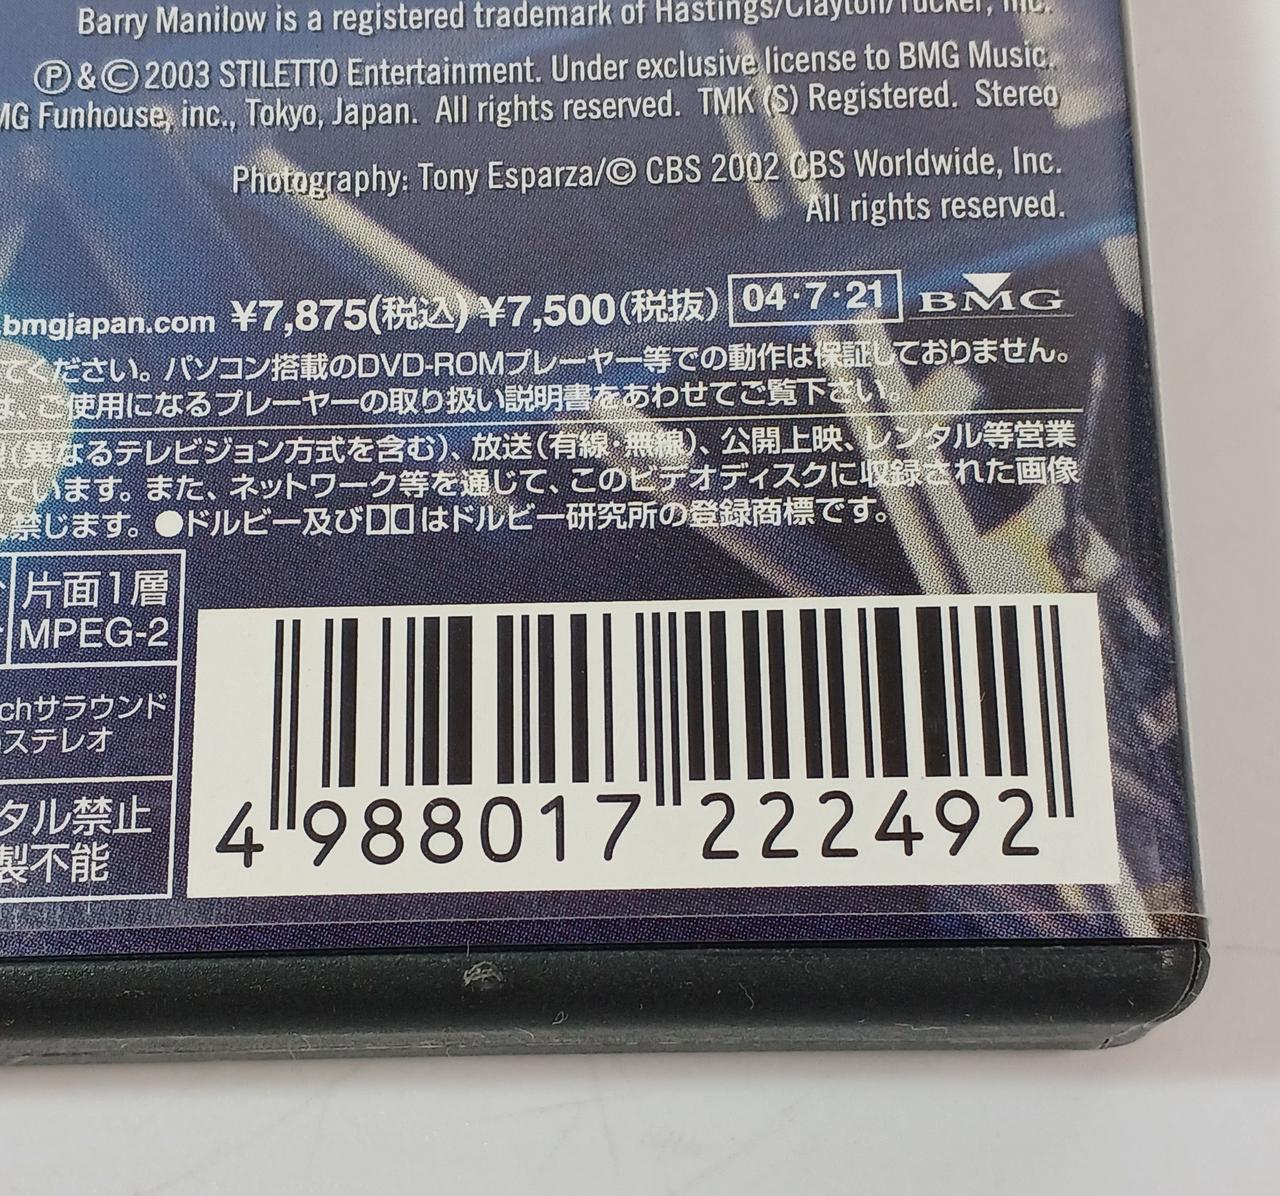 Barry Manilow is a registered trademark of Hastings/Clayton/Tucker, Inc.
Ⓟ & © 2003 STILETTO Entertainment. Under exclusive license to BMG Music.
MG Funhouse, inc., Tokyo, Japan. All rights reserved. TMK (S) Registered. Stereo
Photography: Tony Esparza/© CBS 2002 CBS Worldwide, Inc.
All rights reserved.
.bmgjapan.com ¥7,875(税込) ¥7,500(税抜) 04・7・21 BMG
てください。パソコン搭載のDVD-ROMプレーヤー等での動作は保証しておりません。
は、ご使用になるプレーヤーの取り扱い説明書をあわせてご覧下さい。
(異なるテレビジョン方式を含む)、放送(有線・無線)、公開上映、レンタル等営業
ています。また、ネットワーク等を通じて、このビデオディスクに収録された画像
禁じます。●ドルビー及び はドルビー研究所の登録商標です。
片面1層
MPEG-2
chサラウンド
ステレオ
タル禁止
製不能
4 988017 222492